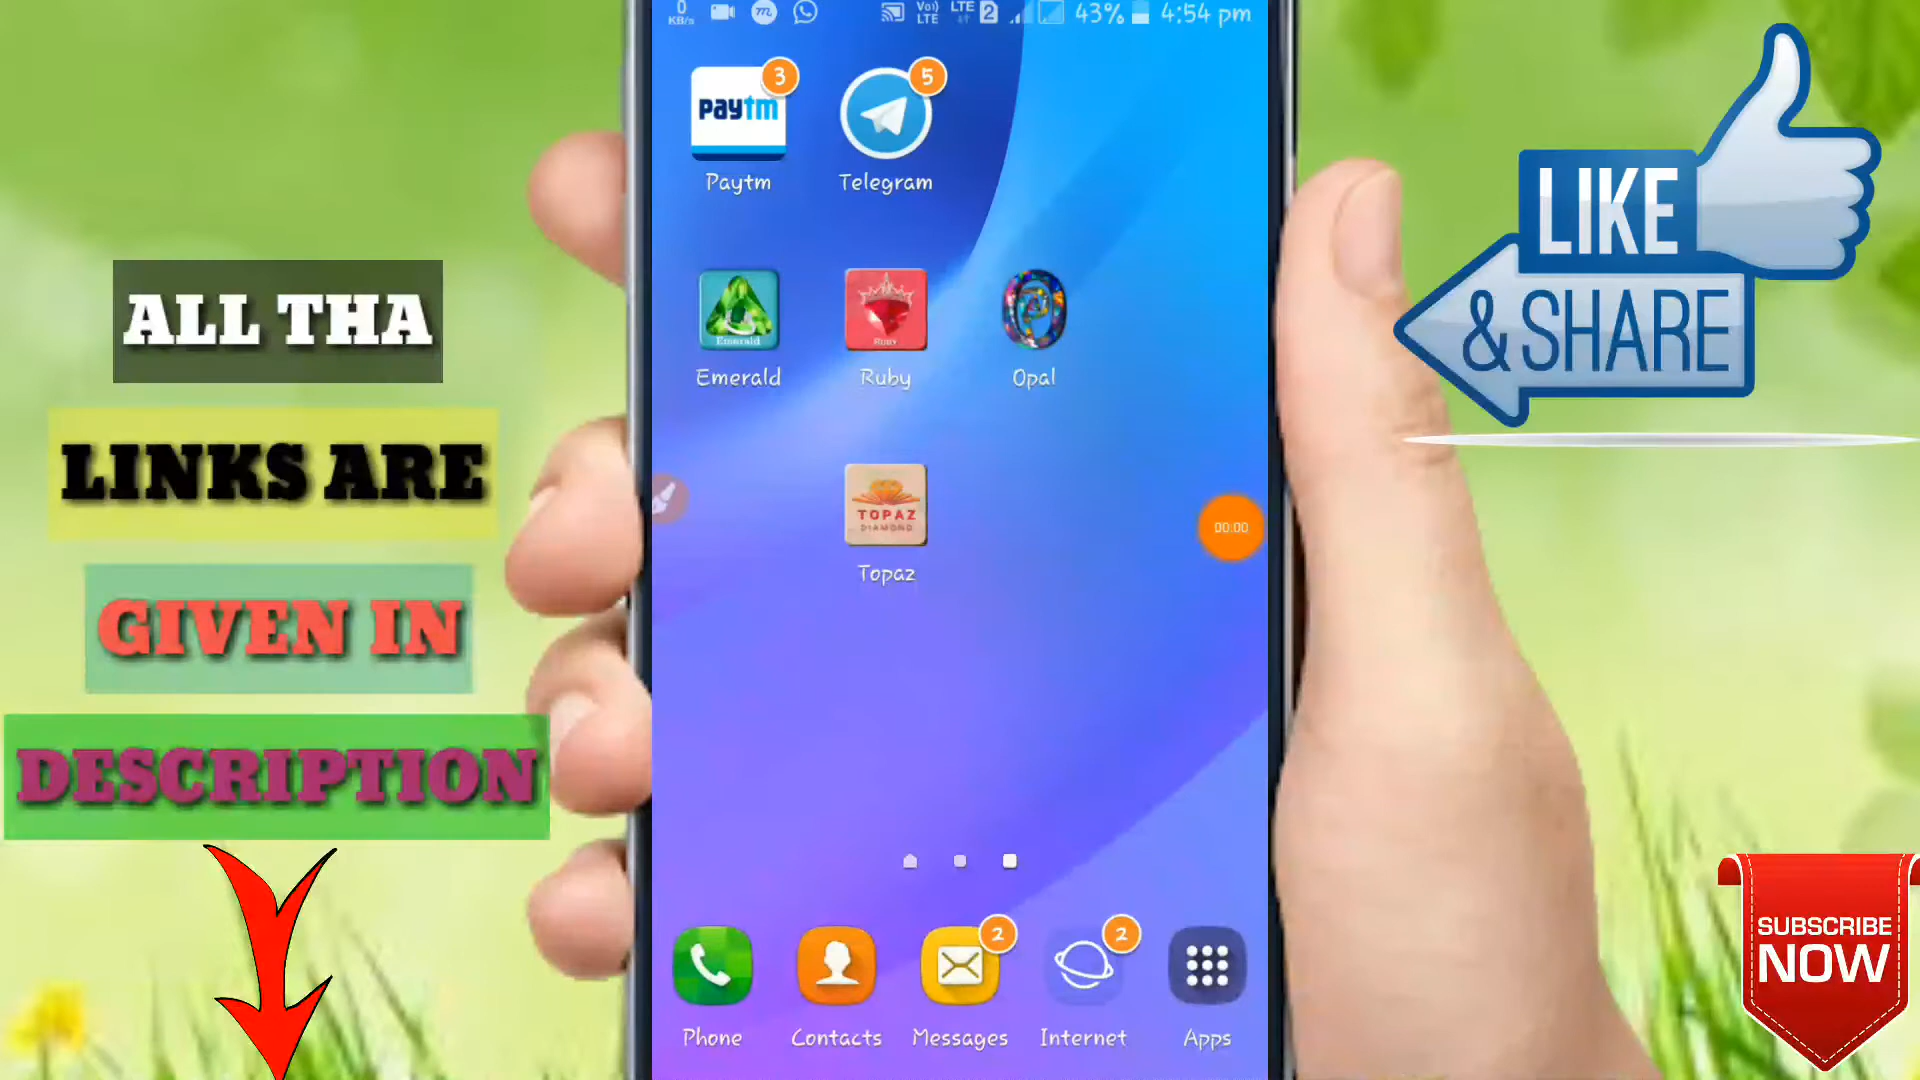 0
KB/s
Vo))
LTE
LTE
2
43%
4:54 pm
3
5
paytm
Paytm
Telegram
Emerald
RUBY
Emerald
Ruby
Opal
TOPAZ
DIAMOND
Topaz
00:00
2
2
Phone
Contacts
Messages
Internet
Apps
ALL THA
LINKS ARE
GIVEN IN
DESCRIPTION
LIKE
& SHARE
SUBSCRIBE
NOW